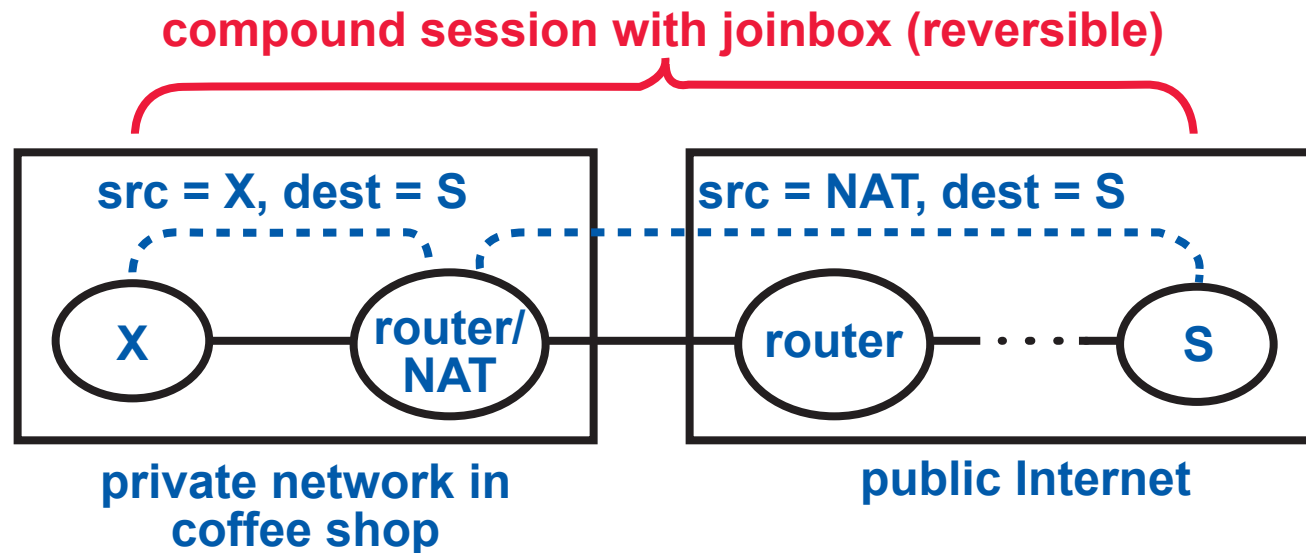 compound session with joinbox (reversible)
src = X, dest = S
src = NAT, dest = S
X
router/
NAT
router
S
private network in
coffee shop
public Internet